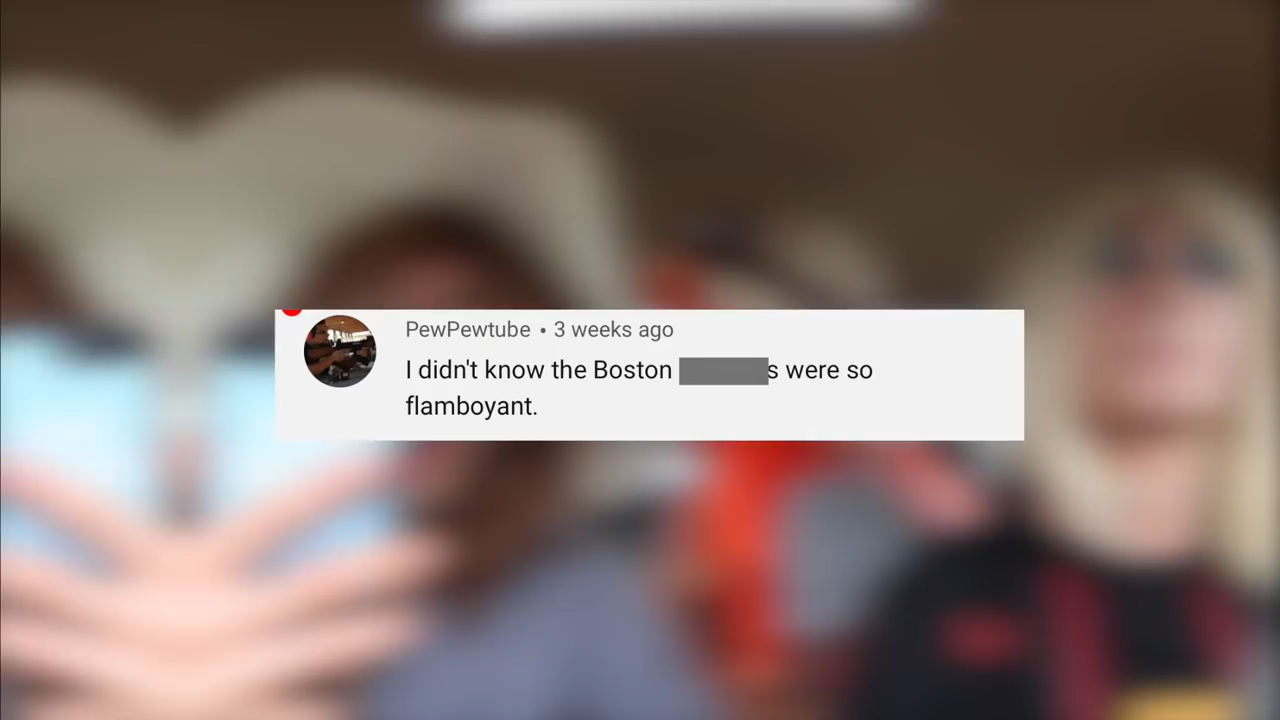 PewPewtube • 3 weeks ago
I didn't know the Boston s were so
flamboyant.